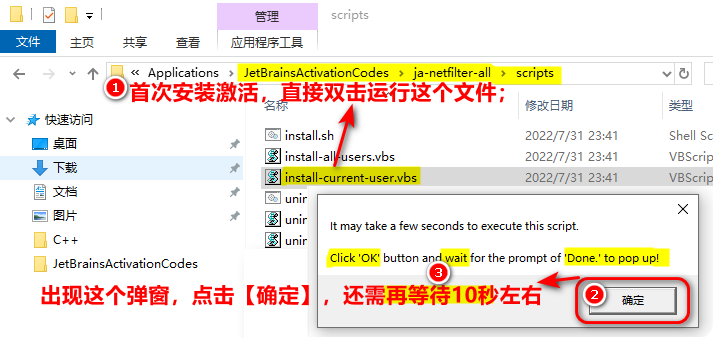 管理
scripts
文件
主页
共享
查看
应用程序工具
« Applications › JetBrainsActivationCodes › ja-netfilter-all › scripts
1 首次安装激活，直接双击运行这个文件；
名称
修改日期
类型
快速访问
桌面
下载
文档
图片
C++
JetBrainsActivationCodes
install.sh
2022/7/31 23:41
Shell Sc
install-all-users.vbs
2022/7/31 23:41
VBScrip
install-current-user.vbs
2022/7/31 23:41
VBScrip
unin
unin
unin
It may take a few seconds to execute this script.
Click 'OK' button and wait for the prompt of 'Done.' to pop up!
3
2
确定
出现这个弹窗，点击【确定】，还需再等待10秒左右